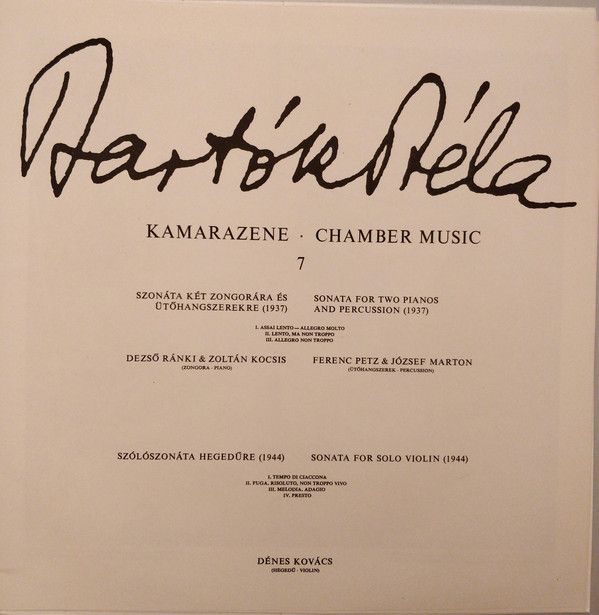 Bartók Béla
KAMARAZENE · CHAMBER MUSIC
7
SZONÁTA KÉT ZONGORÁRA ÉS
ÜTŐHANGSZEREKRE (1937)
SONATA FOR TWO PIANOS
AND PERCUSSION (1937)
I. ASSAI LENTO — ALLEGRO MOLTO
II. LENTO, MA NON TROPPO
III. ALLEGRO NON TROPPO
DEZSŐ RÁNKI & ZOLTÁN KOCSIS
(ZONGORA · PIANO)
FERENC PETZ & JÓZSEF MARTON
(ÜTŐHANGSZEREK · PERCUSSION)
SZÓLÓSZONÁTA HEGEDŰRE (1944)
SONATA FOR SOLO VIOLIN (1944)
I. TEMPO DI CIACCONA
II. FUGA, RISOLUTO, NON TROPPO VIVO
III. MELODIA, ADAGIO
IV. PRESTO
DÉNES KOVÁCS
(HEGEDŰ · VIOLIN)